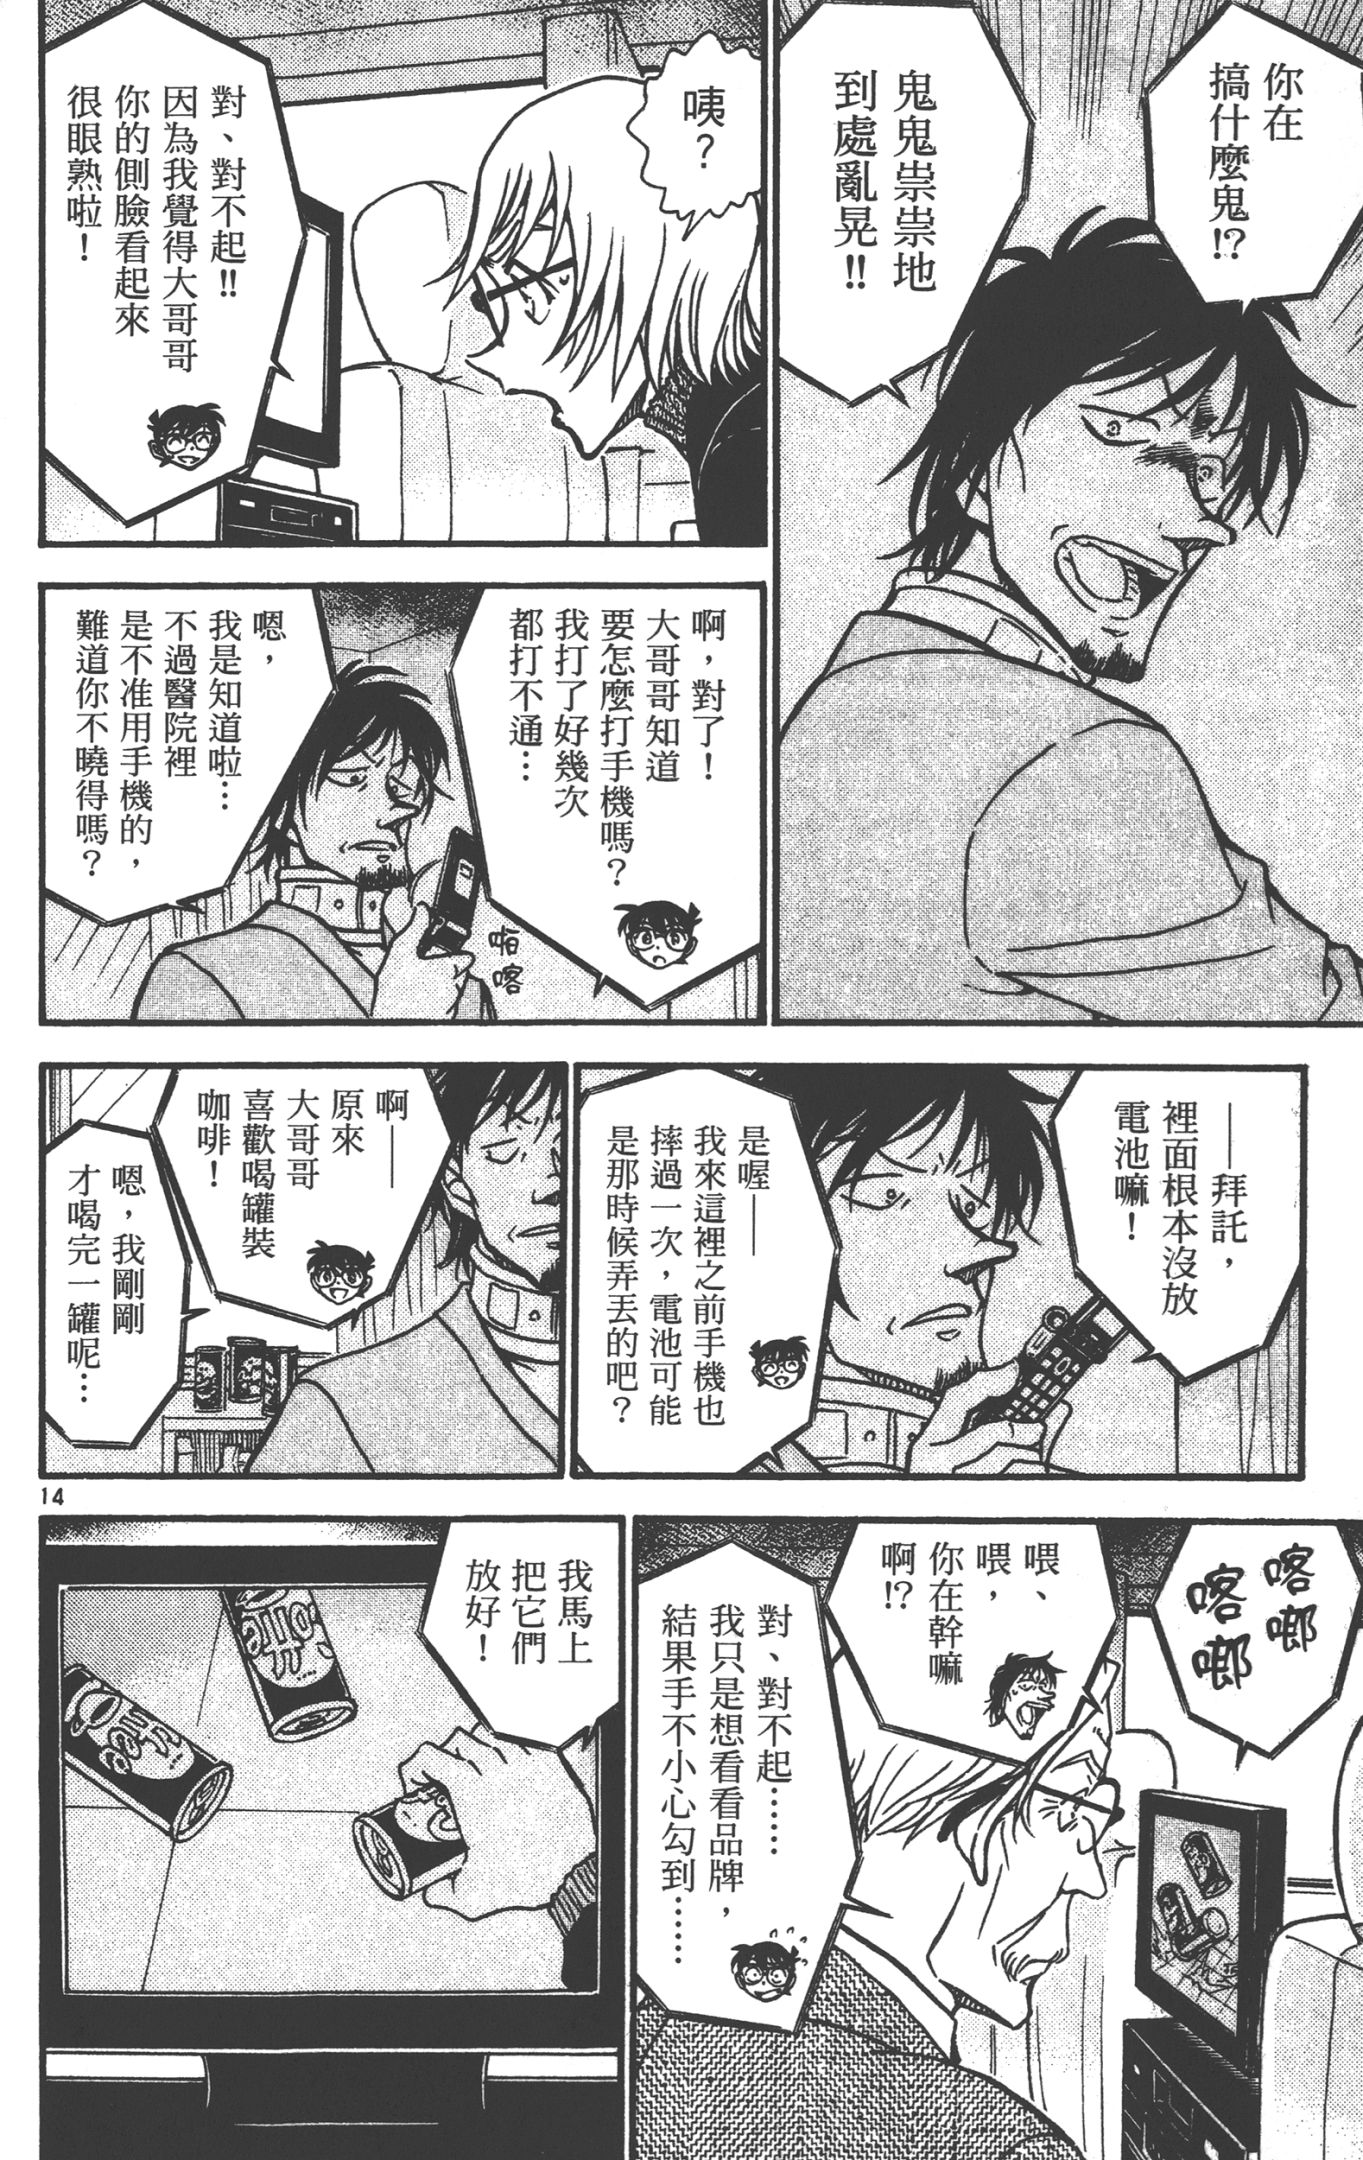 你在
搞什麼鬼!?
鬼鬼祟祟地
到處亂晃!!
咦?
對、對不起!!
因為我覺得大哥哥
你的側臉看起來
很眼熟啦!
啊,對了!
大哥哥知道
要怎麼打手機嗎?
我打了好幾次
都打不通…
嗯,
我是知道啦…
不過醫院裡
是不准用手機的,
難道你不曉得嗎?
喀
——拜託,
裡面根本沒放
電池嘛!
是喔——
我來這裡之前手機也
摔過一次,電池可能
是那時候弄丟的吧?
啊——
原來
大哥哥
喜歡喝罐裝
咖啡!
嗯,我剛剛
才喝完一罐呢…
14
喀啷
喀啷
喂、
喂,
你在幹嘛
啊!?
對、對不起……
我只是想看看品牌,
結果手不小心勾到……
我馬上
把它們
放好!